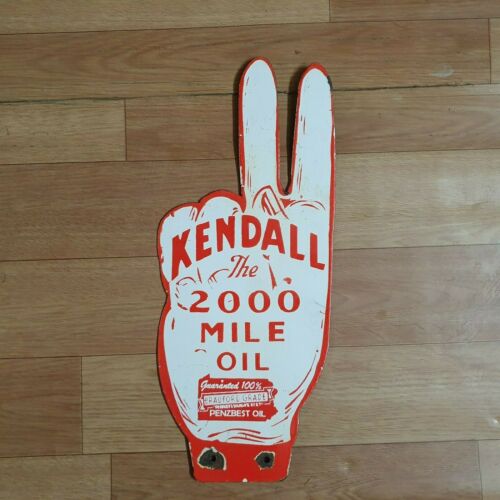 KENDALL
The
2000
MILE
OIL
Guaranteed 100%
BRADFORD GRADE
PENZBEST OIL